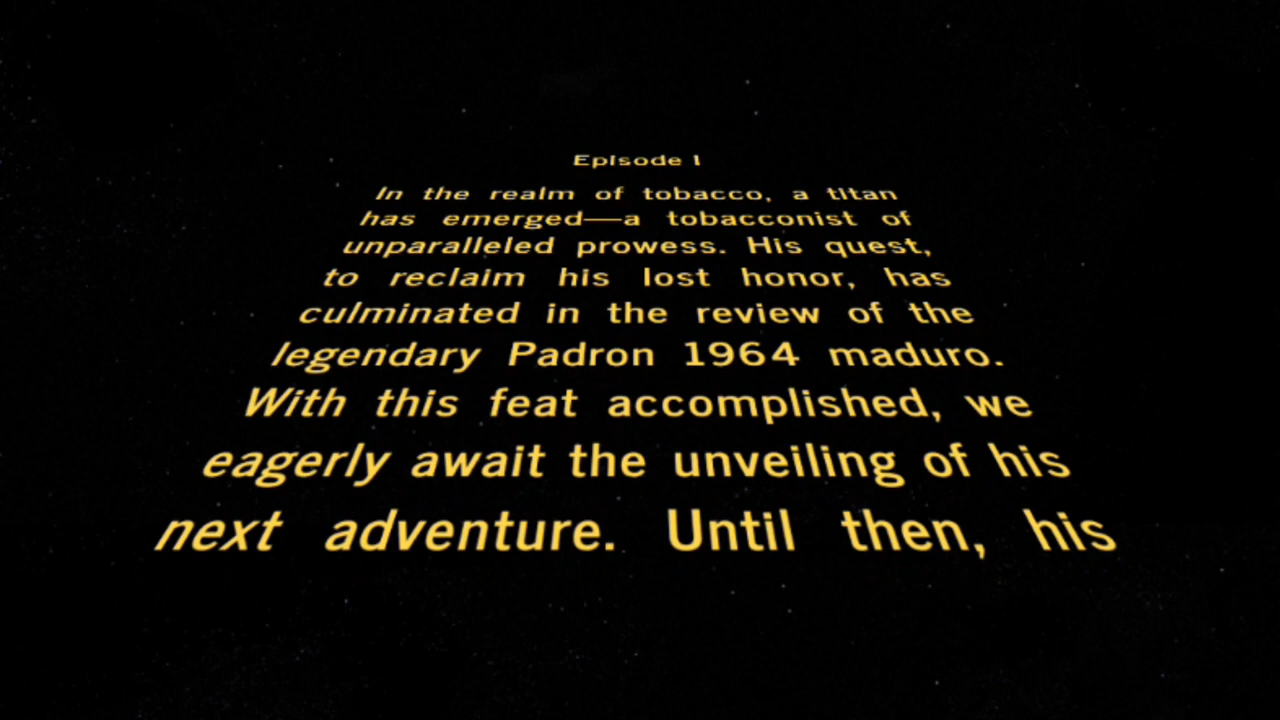 Episode I
In the realm of tobacco, a titan
has emerged—a tobacconist of
unparalleled prowess. His quest,
to reclaim his lost honor, has
culminated in the review of the
legendary Padron 1964 maduro.
With this feat accomplished, we
eagerly await the unveiling of his
next adventure. Until then, his